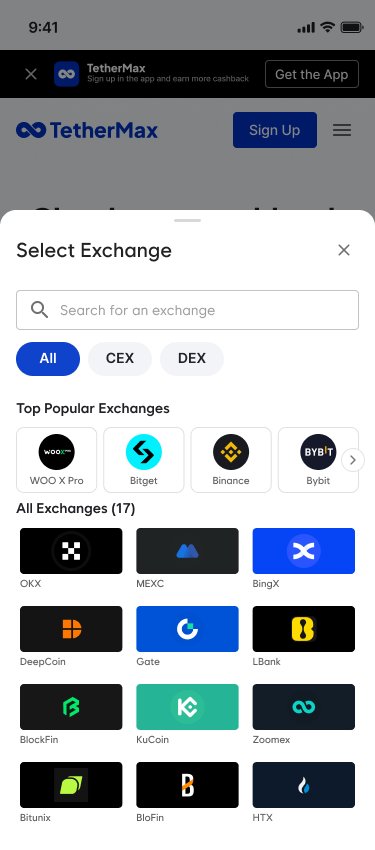 9:41
TetherMax
Sign up in the app and earn more cashback
Get the App
TetherMax
Sign Up
Select Exchange
Search for an exchange
All
CEX
DEX
Top Popular Exchanges
WOO X PRO
BYBIT
WOO X Pro
Bitget
Binance
Bybit
All Exchanges (17)
OKX
MEXC
BingX
DeepCoin
Gate
LBank
BlockFin
KuCoin
Zoomex
Bitunix
BloFin
HTX